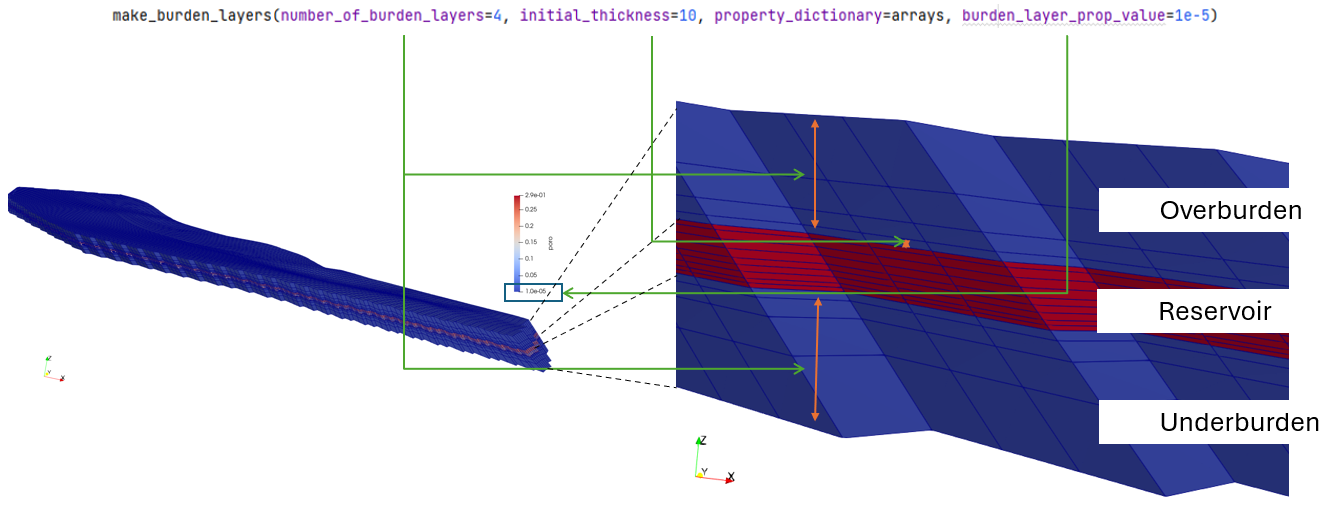 make_burden_layers(number_of_burden_layers=4, initial_thickness=10, property_dictionary=arrays, burden_layer_prop_value=1e-5)
2.9e-01
0.25
0.2
0.15
0.1
0.05
1.0e-05
poro
Overburden
Reservoir
Underburden
Z
Y
X
Z
Y
X